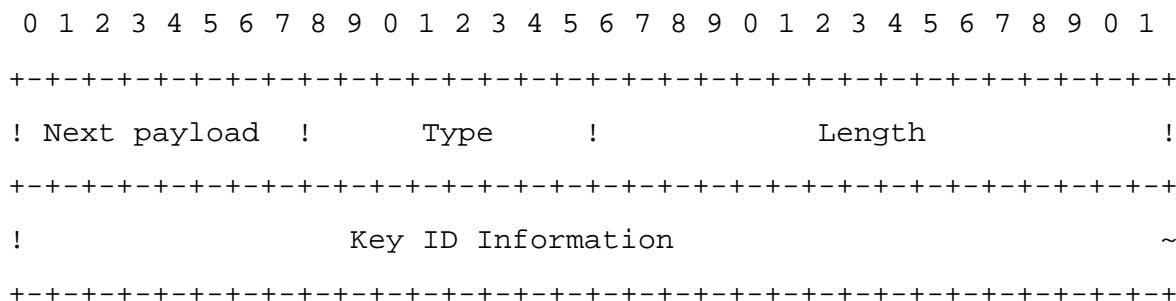 0 1 2 3 4 5 6 7 8 9 0 1 2 3 4 5 6 7 8 9 0 1 2 3 4 5 6 7 8 9 0 1
+-+-+-+-+-+-+-+-+-+-+-+-+-+-+-+-+-+-+-+-+-+-+-+-+-+-+-+-+-+-+-+-+
! Next payload ! Type ! Length !
+-+-+-+-+-+-+-+-+-+-+-+-+-+-+-+-+-+-+-+-+-+-+-+-+-+-+-+-+-+-+-+-+
! Key ID Information ~
+-+-+-+-+-+-+-+-+-+-+-+-+-+-+-+-+-+-+-+-+-+-+-+-+-+-+-+-+-+-+-+-+